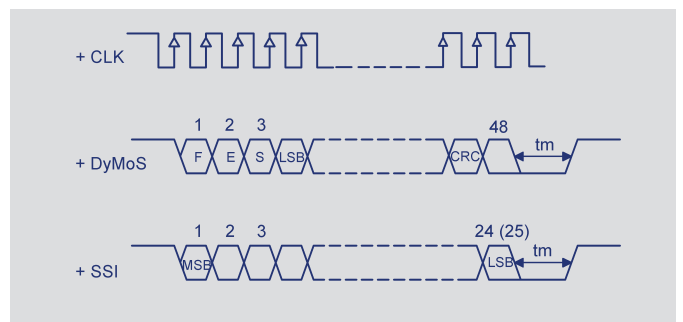 + CLK
1 2 3 48
+ DyMoS F E S LSB CRC tm
1 2 3 24 (25)
+ SSI MSB LSB tm